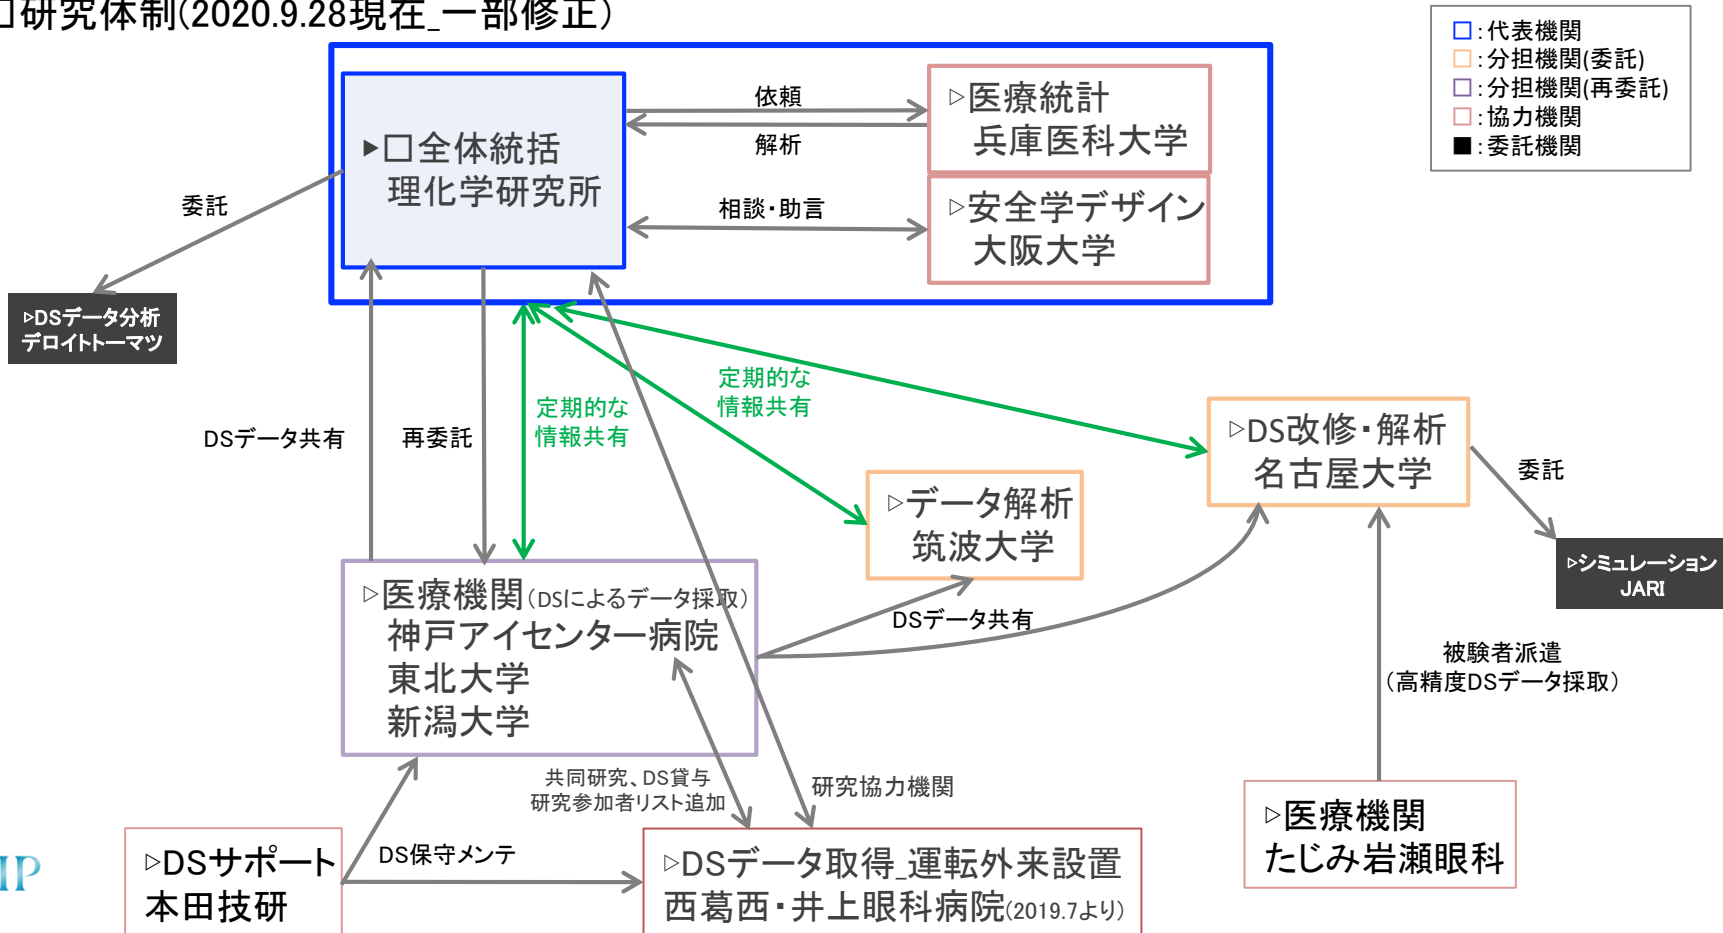 □研究体制(2020.9.28現在_一部修正)
□:代表機関
□:分担機関(委託)
□:分担機関(再委託)
□:協力機関
■:委託機関
▶□全体統括
理化学研究所
依頼
解析
相談・助言
▷医療統計
兵庫医科大学
▷安全学デザイン
大阪大学
委託
▷DSデータ分析
デロイトトーマツ
DSデータ共有
再委託
定期的な
情報共有
定期的な
情報共有
▷DS改修・解析
名古屋大学
委託
▷シミュレーション
JARI
▷データ解析
筑波大学
▷医療機関(DSによるデータ採取)
神戸アイセンター病院
東北大学
新潟大学
DSデータ共有
被験者派遣
(高精度DSデータ採取)
共同研究、DS貸与
研究参加者リスト追加
研究協力機関
▷DSサポート
本田技研
DS保守メンテ
▷DSデータ取得_運転外来設置
西葛西・井上眼科病院(2019.7より)
▷医療機関
たじみ岩瀬眼科
IP